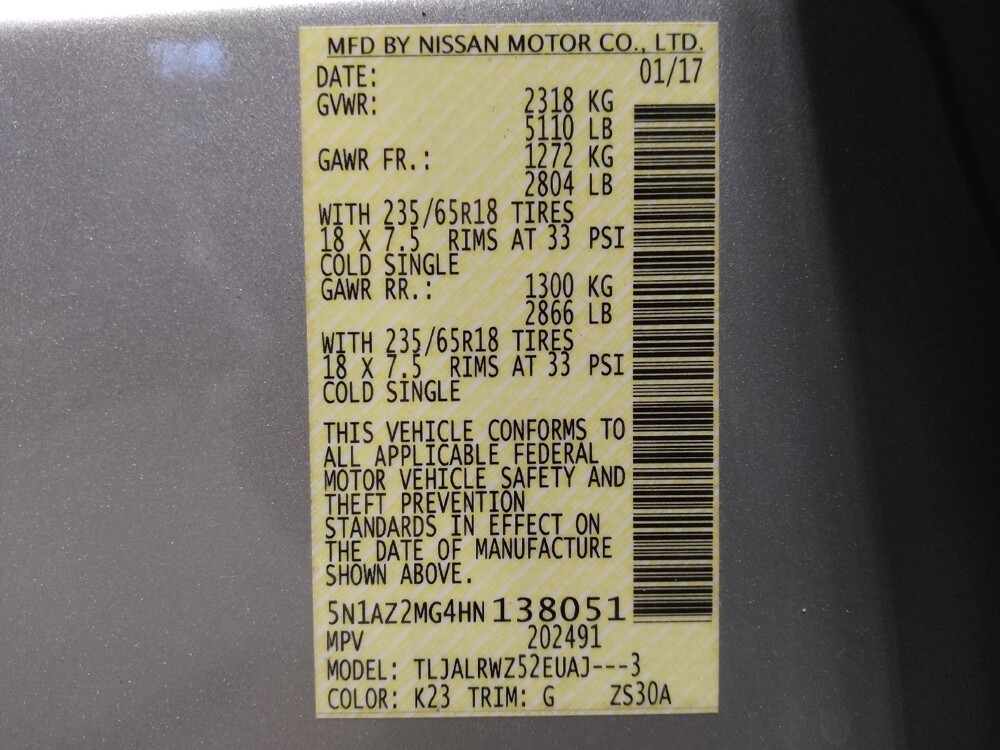 MFD BY NISSAN MOTOR CO., LTD.
DATE: 01/17
GVWR: 2318 KG
5110 LB
GAWR FR.: 1272 KG
2804 LB
WITH 235/65R18 TIRES
18 X 7.5 RIMS AT 33 PSI
COLD SINGLE
GAWR RR.: 1300 KG
2866 LB
WITH 235/65R18 TIRES
18 X 7.5 RIMS AT 33 PSI
COLD SINGLE
THIS VEHICLE CONFORMS TO
ALL APPLICABLE FEDERAL
MOTOR VEHICLE SAFETY AND
THEFT PREVENTION
STANDARDS IN EFFECT ON
THE DATE OF MANUFACTURE
SHOWN ABOVE.
5N1AZ2MG4HN138051
MPV 202491
MODEL: TLJALRWZ52EUAJ---3
COLOR: K23 TRIM: G ZS30A